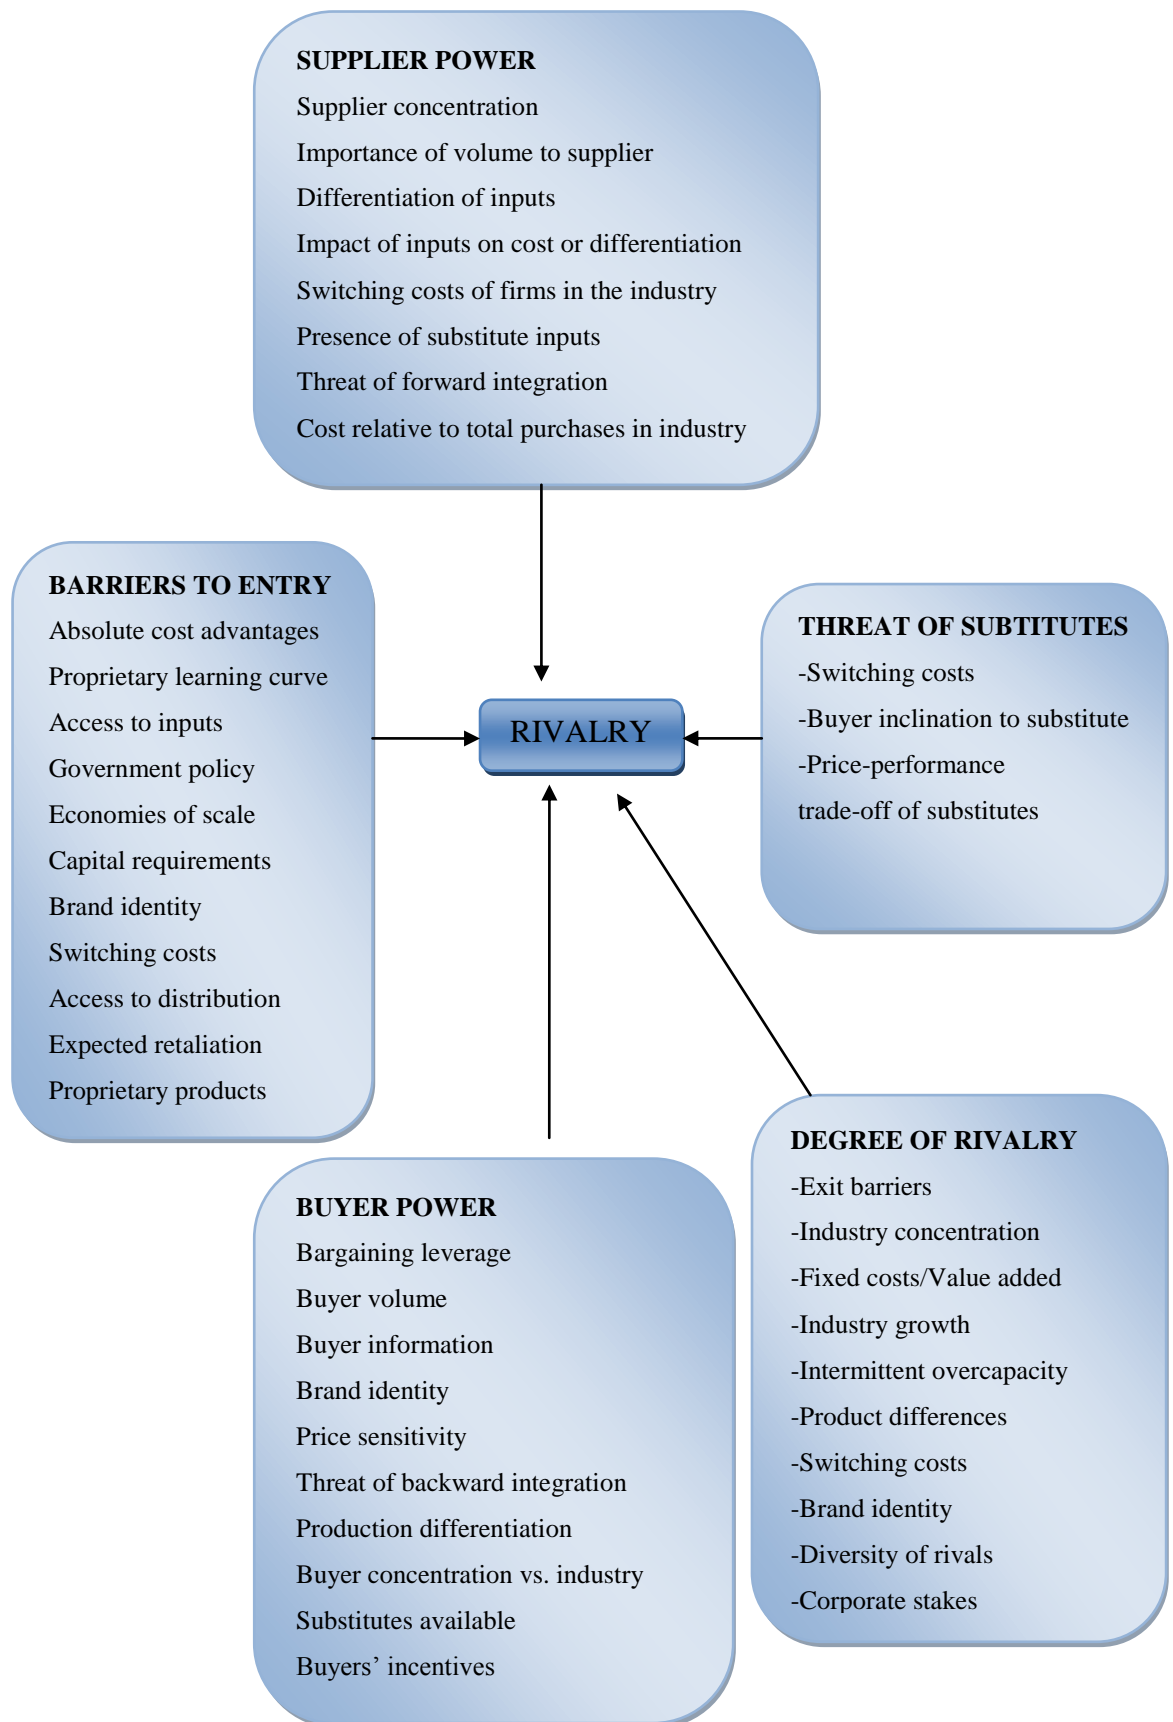 SUPPLIER POWER
Supplier concentration
Importance of volume to supplier
Differentiation of inputs
Impact of inputs on cost or differentiation
Switching costs of firms in the industry
Presence of substitute inputs
Threat of forward integration
Cost relative to total purchases in industry
BARRIERS TO ENTRY
Absolute cost advantages
Proprietary learning curve
Access to inputs
Government policy
Economies of scale
Capital requirements
Brand identity
Switching costs
Access to distribution
Expected retaliation
Proprietary products
RIVALRY
THREAT OF SUBTITUTES
-Switching costs
-Buyer inclination to substitute
-Price-performance
trade-off of substitutes
BUYER POWER
Bargaining leverage
Buyer volume
Buyer information
Brand identity
Price sensitivity
Threat of backward integration
Production differentiation
Buyer concentration vs. industry
Substitutes available
Buyers’ incentives
DEGREE OF RIVALRY
-Exit barriers
-Industry concentration
-Fixed costs/Value added
-Industry growth
-Intermittent overcapacity
-Product differences
-Switching costs
-Brand identity
-Diversity of rivals
-Corporate stakes